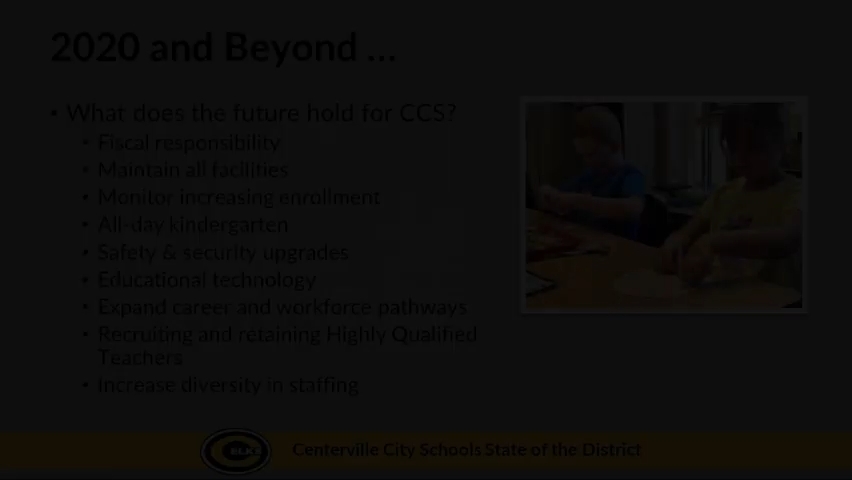 2020 and Beyond ...
• What does the future hold for CCS?
• Fiscal responsibility
• Maintain all facilities
• Monitor increasing enrollment
• All-day kindergarten
• Safety & security upgrades
• Educational technology
• Expand career and workforce pathways
• Recruiting and retaining Highly Qualified
Teachers
• Increase diversity in staffing
ELKS
Centerville City Schools State of the District